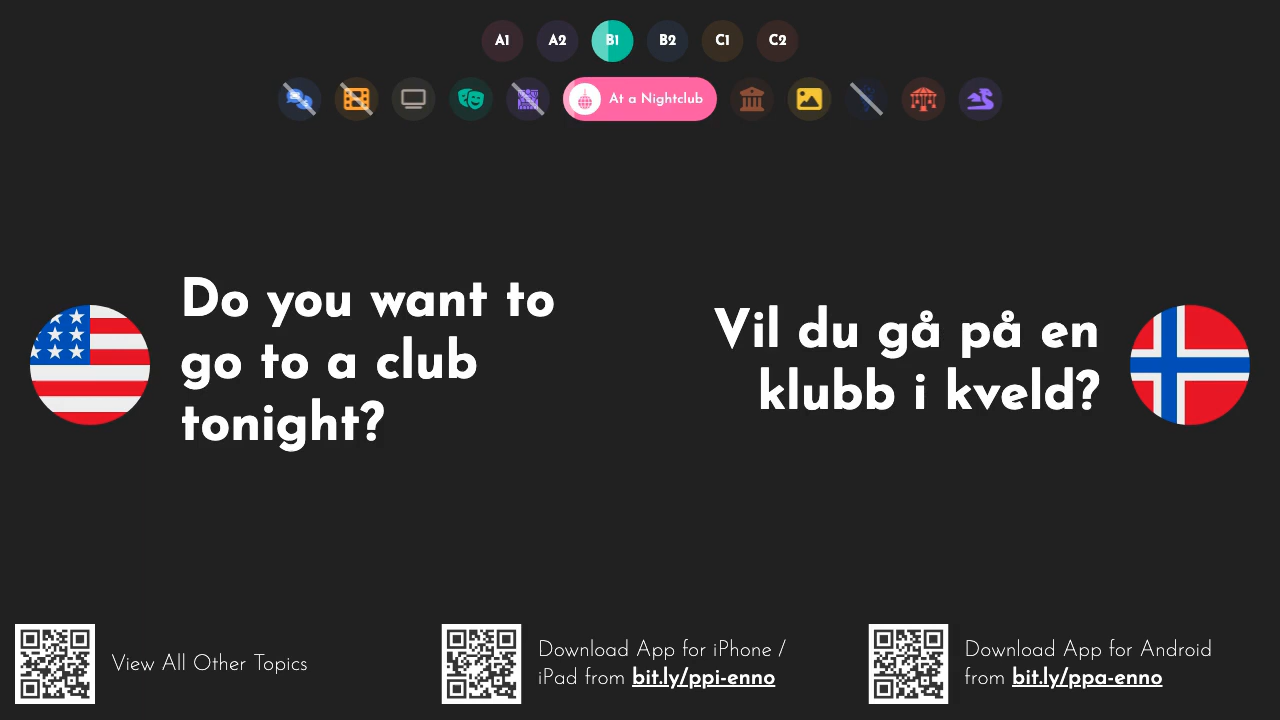 A1 A2 B1 B2 C1 C2
At a Nightclub
Do you want to
go to a club
tonight?
Vil du gå på en
klubb i kveld?
View All Other Topics
Download App for iPhone /
iPad from bit.ly/ppi-enno
Download App for Android
from bit.ly/ppa-enno